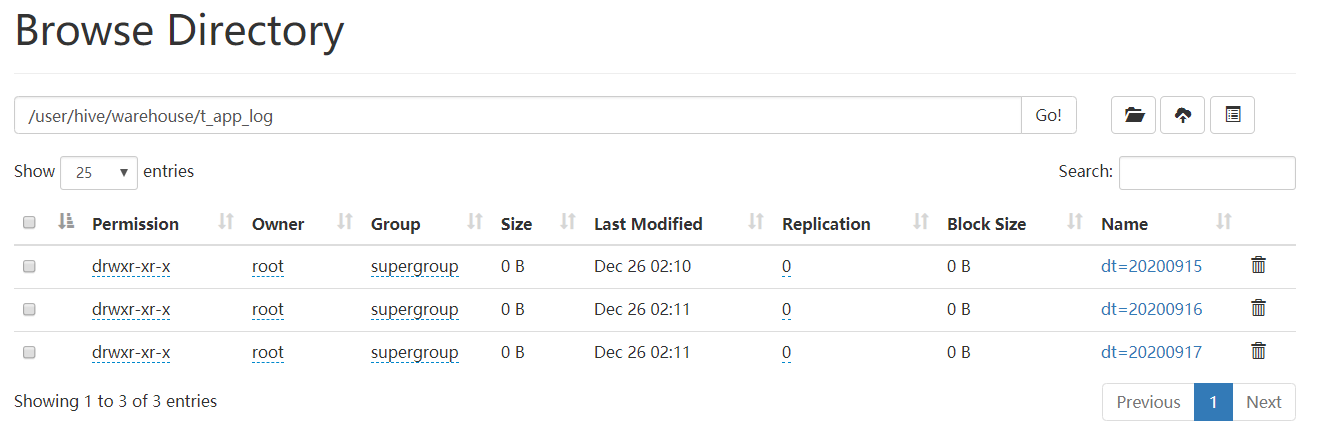 Browse Directory
/user/hive/warehouse/t_app_log Go!
Show 25 entries Search:
Permission Owner Group Size Last Modified Replication Block Size Name
drwxr-xr-x root supergroup 0 B Dec 26 02:10 0 0 B dt=20200915
drwxr-xr-x root supergroup 0 B Dec 26 02:11 0 0 B dt=20200916
drwxr-xr-x root supergroup 0 B Dec 26 02:11 0 0 B dt=20200917
Showing 1 to 3 of 3 entries Previous 1 Next